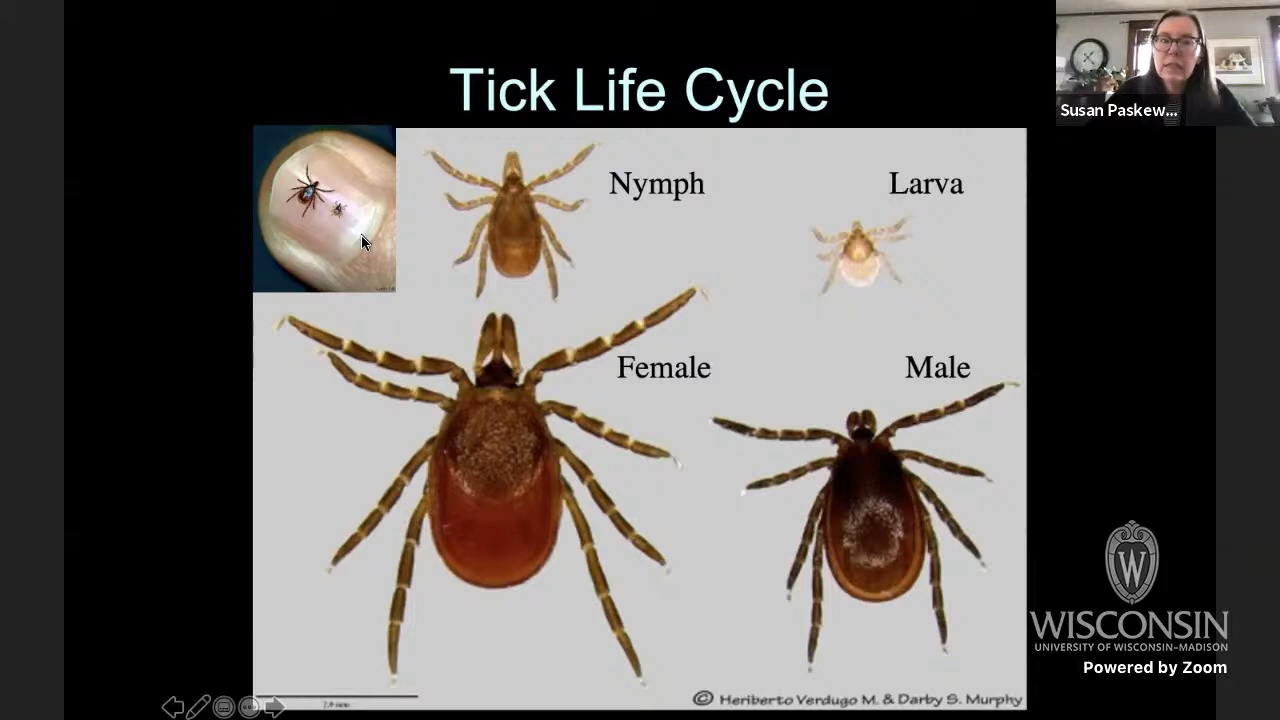 Tick Life Cycle
Susan Paskew...
Nymph
Larva
Female
Male
W
WISCONSIN
UNIVERSITY OF WISCONSIN–MADISON
Powered by Zoom
© Heriberto Verdugo M. & Darby S. Murphy